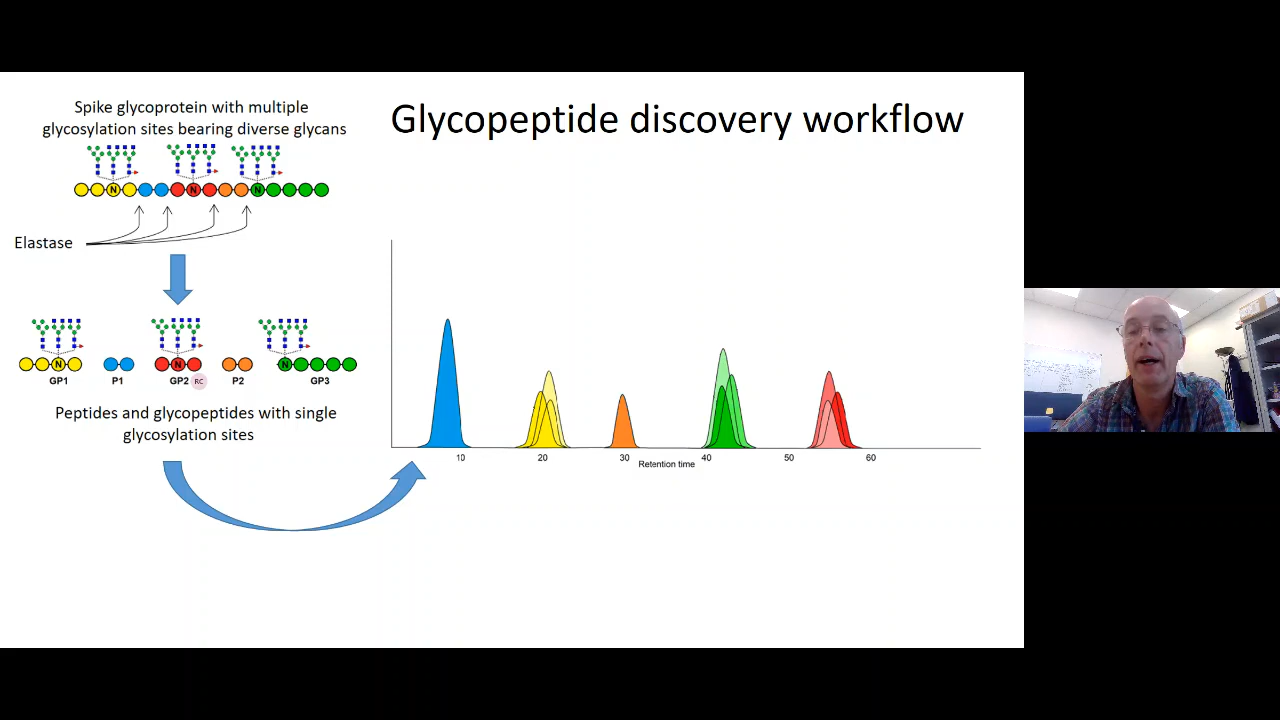 Glycopeptide discovery workflow
Spike glycoprotein with multiple
glycosylation sites bearing diverse glycans
N N N
Elastase
N N N
GP1 P1 GP2 RC P2 GP3
Peptides and glycopeptides with single
glycosylation sites
10 20 30 40 50 60
Retention time